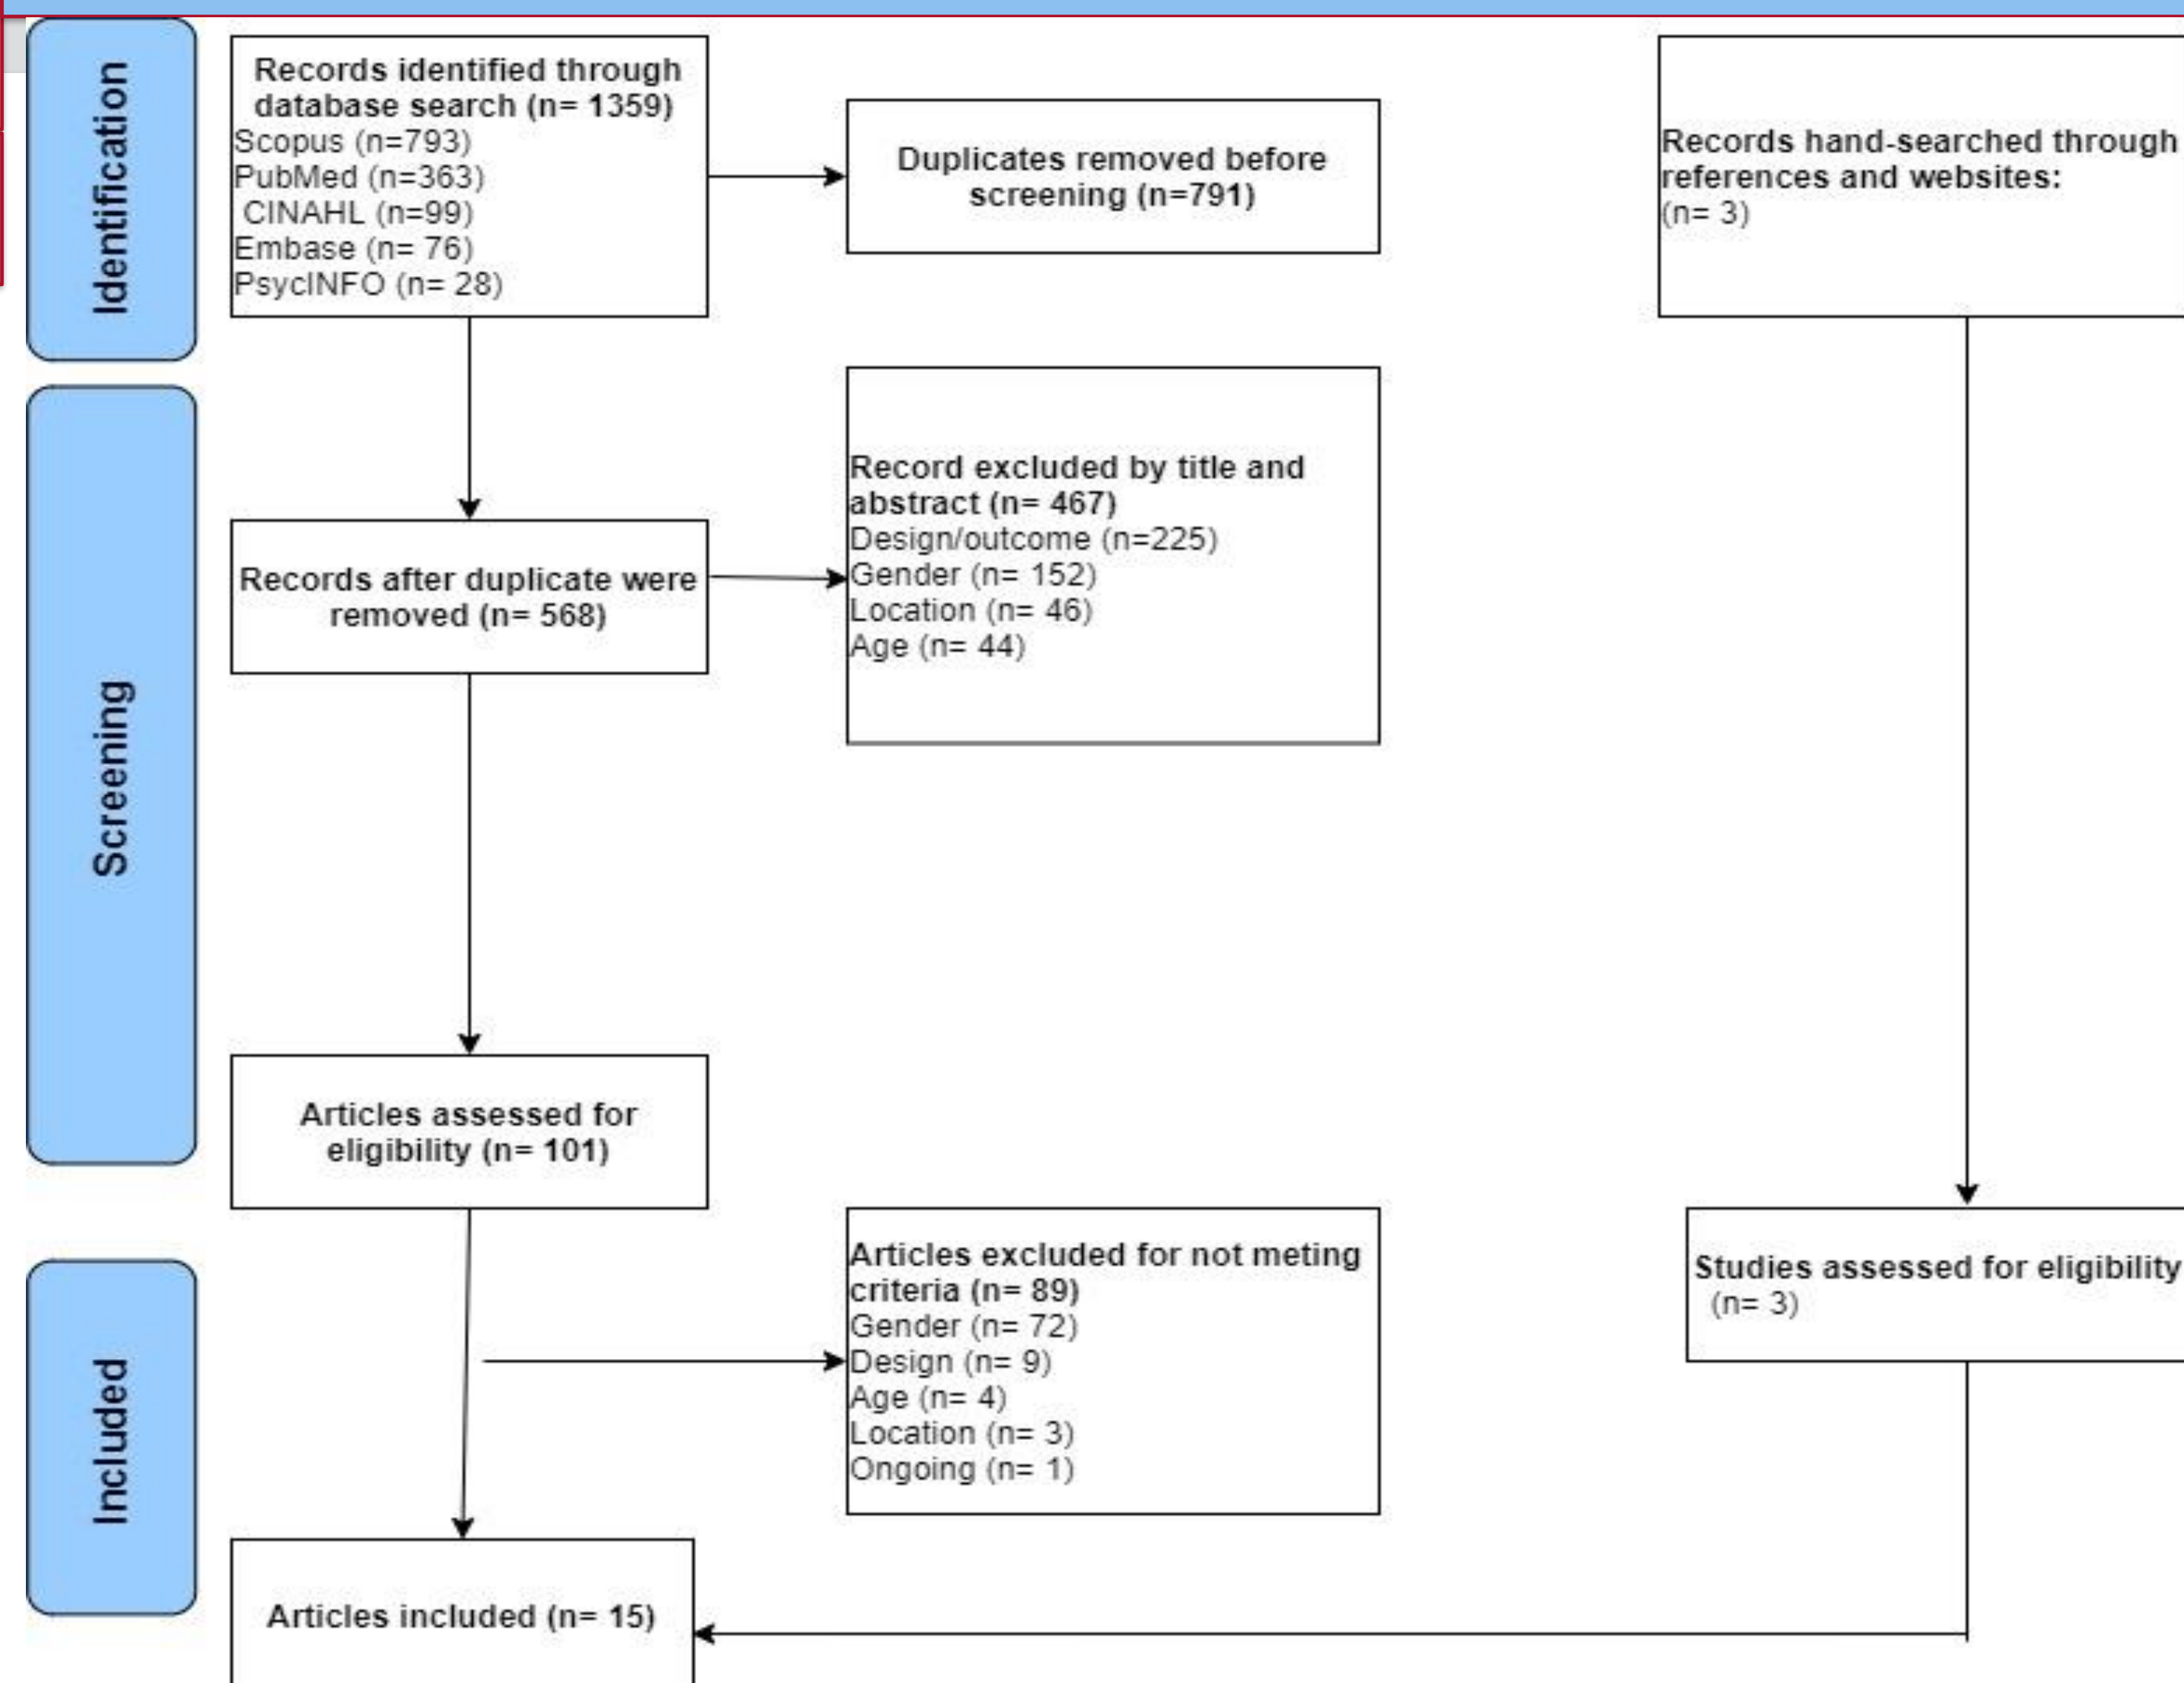 Identification
Records identified through
database search (n= 1359)
Scopus (n=793)
PubMed (n=363)
CINAHL (n=99)
Embase (n= 76)
PsycINFO (n= 28)
Duplicates removed before
screening (n=791)
Records hand-searched through
references and websites:
(n= 3)
Screening
Records after duplicate were
removed (n= 568)
Record excluded by title and
abstract (n= 467)
Design/outcome (n=225)
Gender (n= 152)
Location (n= 46)
Age (n= 44)
Articles assessed for
eligibility (n= 101)
Included
Articles excluded for not meting
criteria (n= 89)
Gender (n= 72)
Design (n= 9)
Age (n= 4)
Location (n= 3)
Ongoing (n= 1)
Studies assessed for eligibility
(n= 3)
Articles included (n= 15)